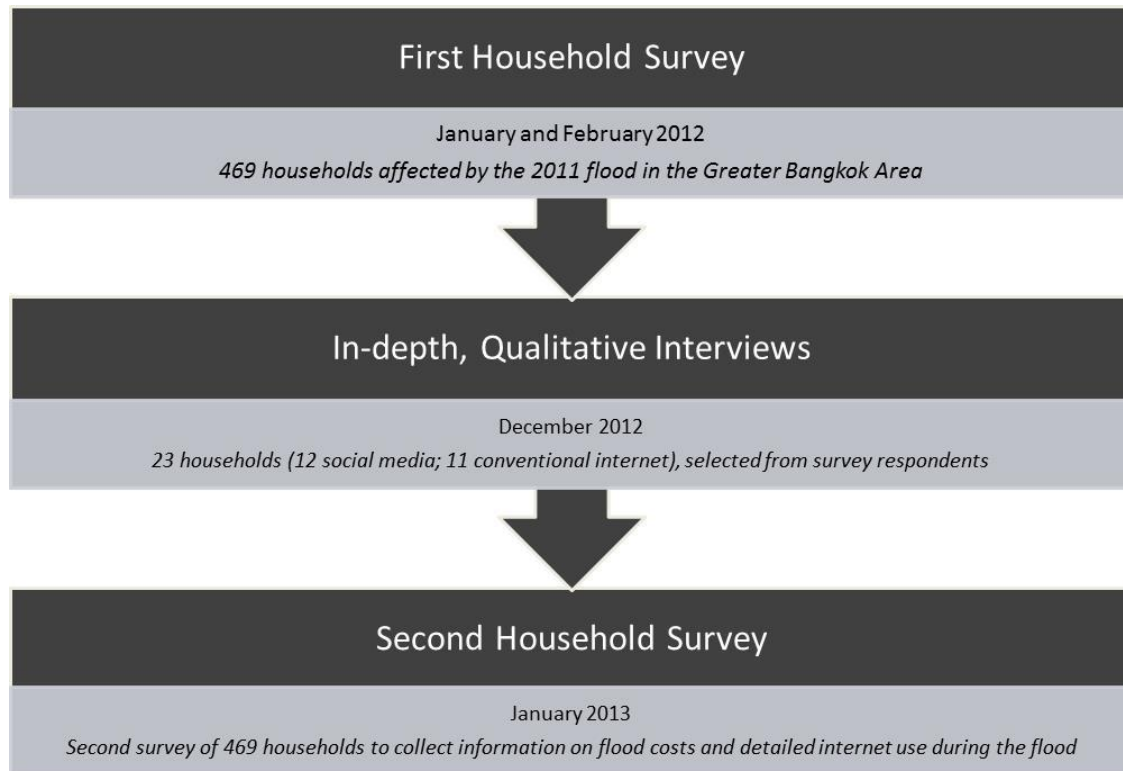 First Household Survey
January and February 2012
469 households affected by the 2011 flood in the Greater Bangkok Area
In-depth, Qualitative Interviews
December 2012
23 households (12 social media; 11 conventional internet), selected from survey respondents
Second Household Survey
January 2013
Second survey of 469 households to collect information on flood costs and detailed internet use during the flood